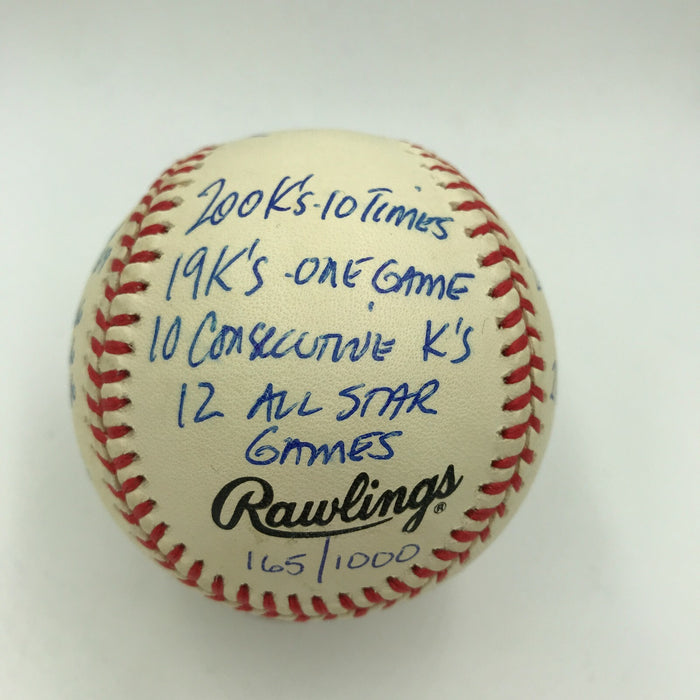 200 K's-10 TIMES
19 K's -ONE GAME
10 CONSECUTIVE K'S
12 ALL STAR
GAMES
Rawlings®
165/1000